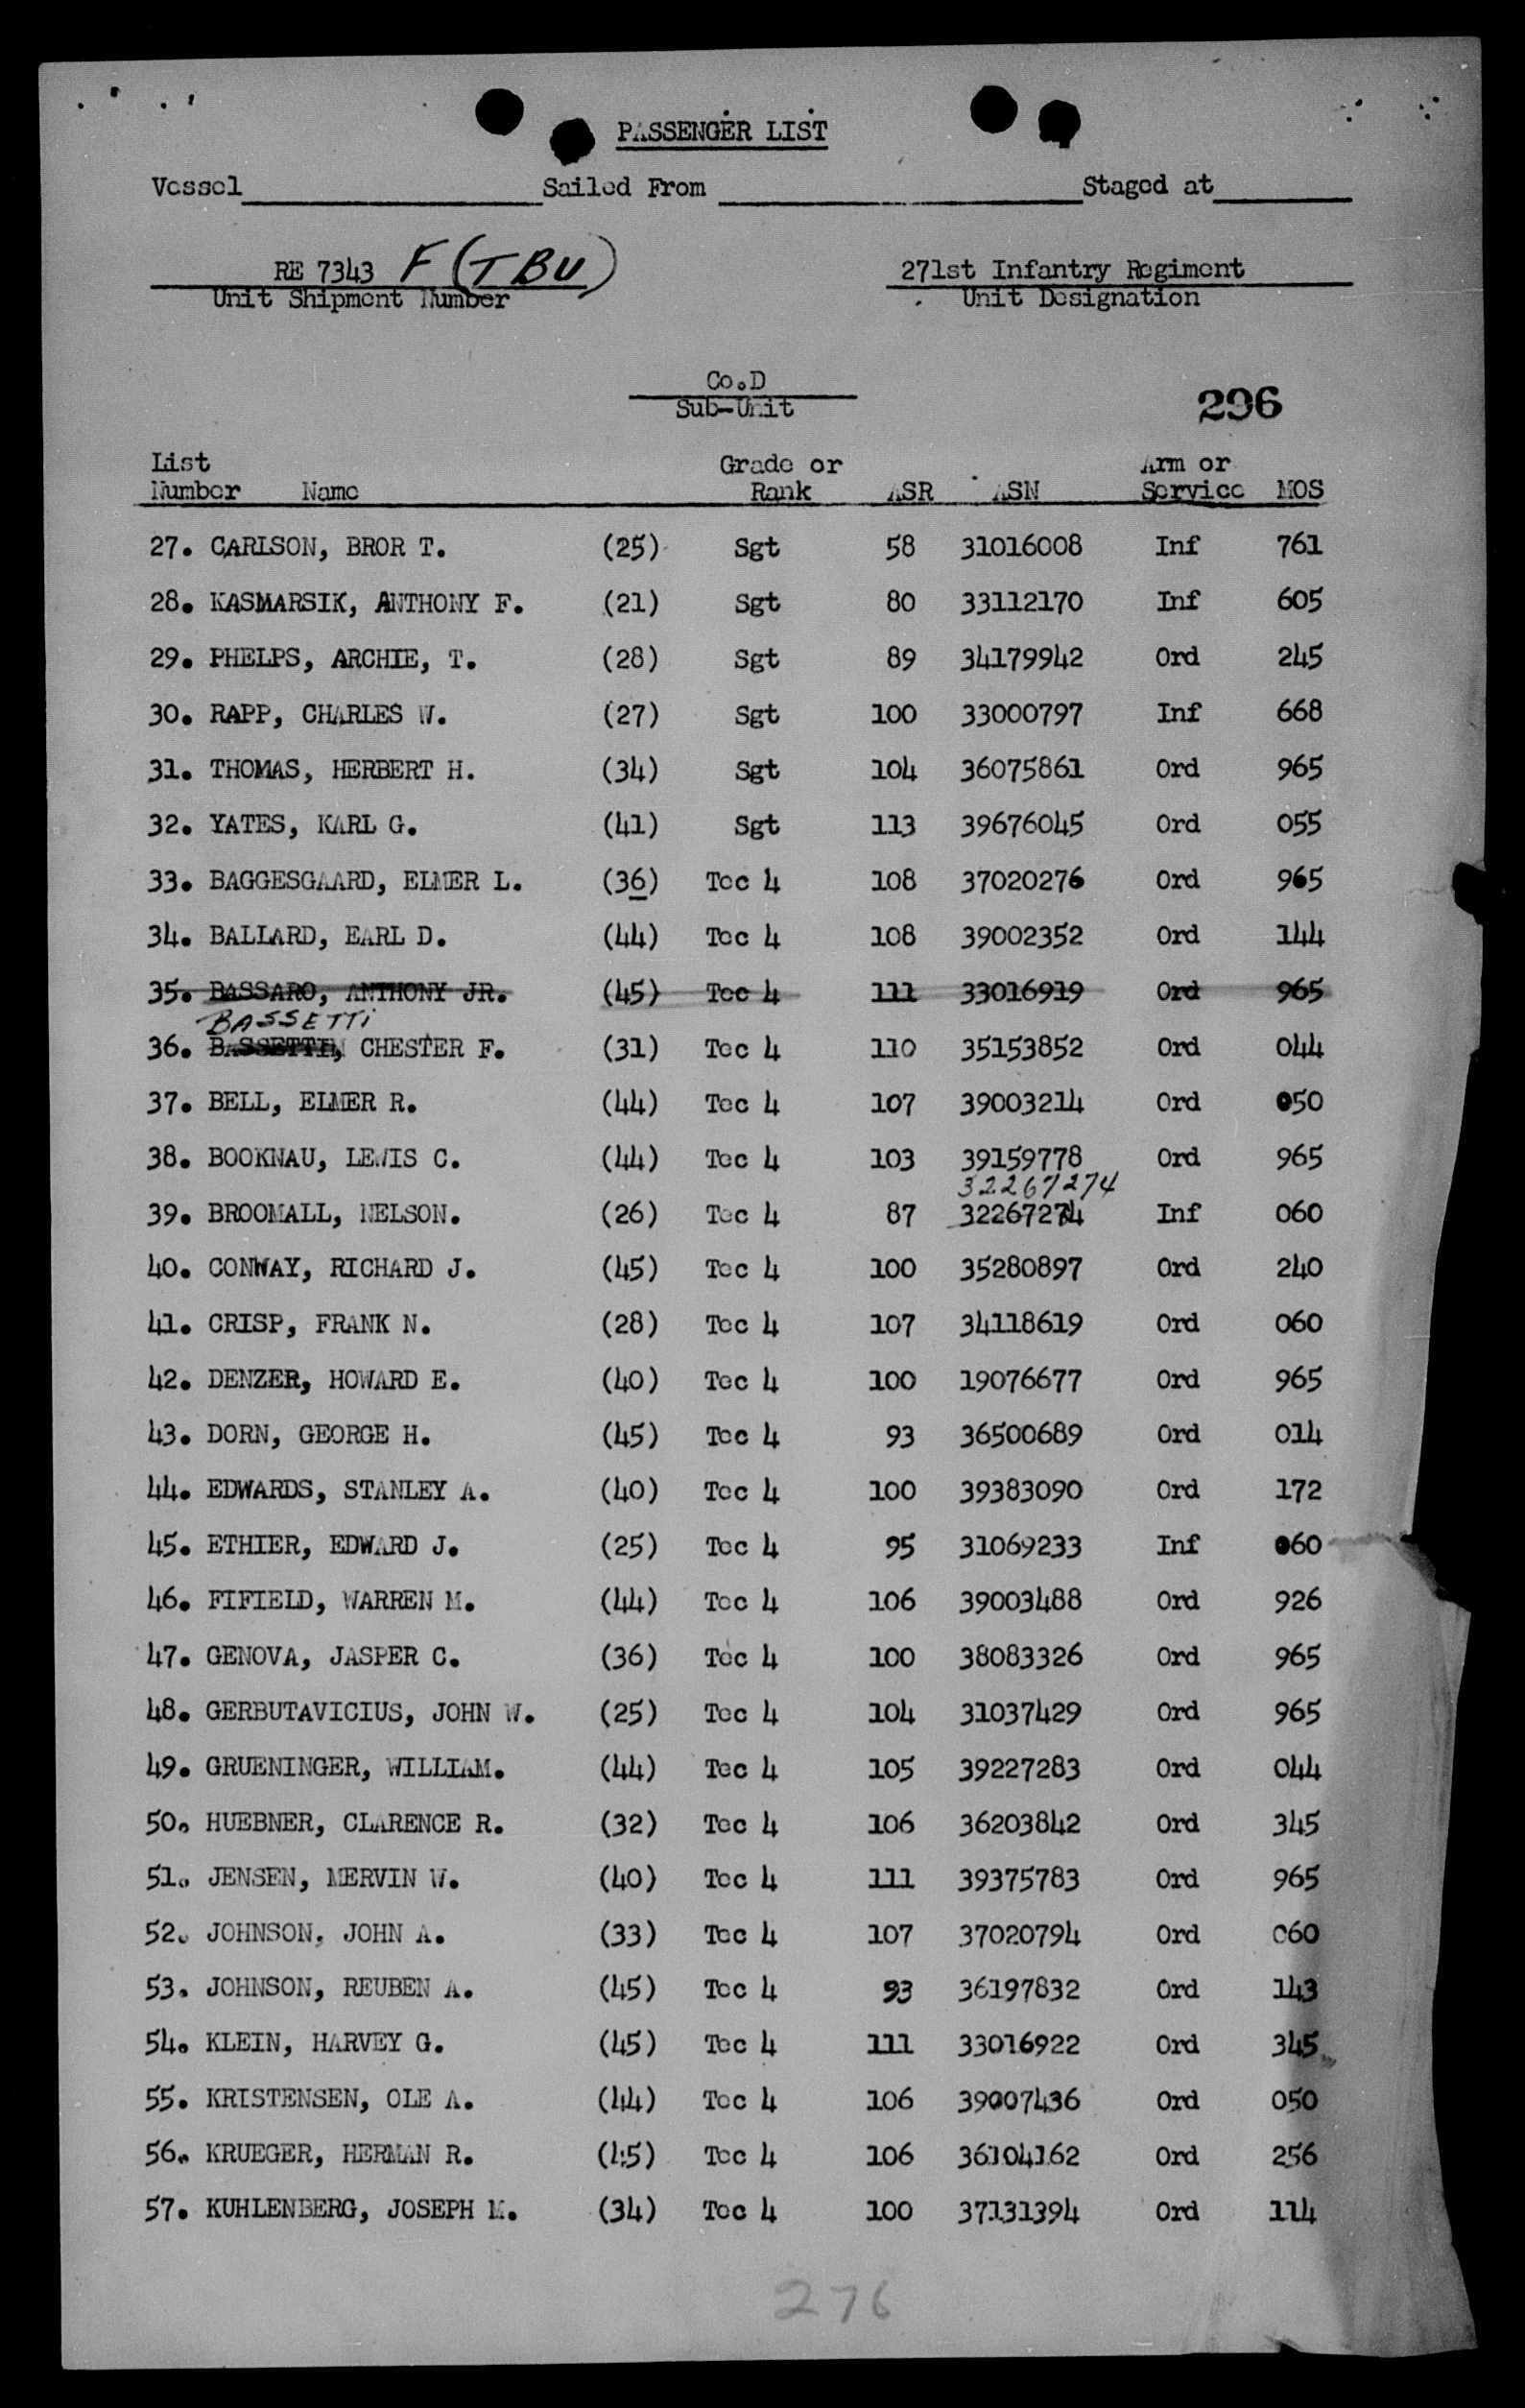 PASSENGER LIST
Vessel Sailed From Staged at
RE 7343 F (TBU) 271st Infantry Regiment
Unit Shipment Number Unit Designation
Co.D
Sub-Unit 296
List Grade or Arm or
Number Name Rank ASR ASN Service MOS
27. CARLSON, BROR T. (25) Sgt 58 31016008 Inf 761
28. KASMARSIK, ANTHONY F. (21) Sgt 80 33112170 Inf 605
29. PHELPS, ARCHIE, T. (28) Sgt 89 34179942 Ord 245
30. RAPP, CHARLES W. (27) Sgt 100 33000797 Inf 668
31. THOMAS, HERBERT H. (34) Sgt 104 36075861 Ord 965
32. YATES, KARL G. (41) Sgt 113 39676045 Ord 055
33. BAGGESGAARD, ELMER L. (36) Tec 4 108 37020276 Ord 965
34. BALLARD, EARL D. (44) Tec 4 108 39002352 Ord 144
35. BASSARO, ANTHONY JR. (45) Tec 4 111 33016919 Ord 965
BASSETTI
36. BASSETTI, CHESTER F. (31) Tec 4 110 35153852 Ord 044
37. BELL, ELMER R. (44) Tec 4 107 39003214 Ord 050
38. BOOKNAU, LEWIS C. (44) Tec 4 103 39159778 Ord 965
32267274
39. BROOMALL, NELSON. (26) Tec 4 87 32267274 Inf 060
40. CONWAY, RICHARD J. (45) Tec 4 100 35280897 Ord 240
41. CRISP, FRANK N. (28) Tec 4 107 34118619 Ord 060
42. DENZER, HOWARD E. (40) Tec 4 100 19076677 Ord 965
43. DORN, GEORGE H. (45) Tec 4 93 36500689 Ord 014
44. EDWARDS, STANLEY A. (40) Tec 4 100 39383090 Ord 172
45. ETHIER, EDWARD J. (25) Tec 4 95 31069233 Inf 060
46. FIFIELD, WARREN M. (44) Tec 4 106 39003488 Ord 926
47. GENOVA, JASPER C. (36) Tec 4 100 38083326 Ord 965
48. GERBUTAVICIUS, JOHN W. (25) Tec 4 104 31037429 Ord 965
49. GRUENINGER, WILLIAM. (44) Tec 4 105 39227283 Ord 044
50. HUEBNER, CLARENCE R. (32) Tec 4 106 36203842 Ord 345
51. JENSEN, MERVIN W. (40) Tec 4 111 39375783 Ord 965
52. JOHNSON, JOHN A. (33) Tec 4 107 37020794 Ord 060
53. JOHNSON, REUBEN A. (45) Tec 4 93 36197832 Ord 143
54. KLEIN, HARVEY G. (45) Tec 4 111 33016922 Ord 345
55. KRISTENSEN, OLE A. (44) Tec 4 106 39007436 Ord 050
56. KRUEGER, HERMAN R. (45) Tec 4 106 36104162 Ord 256
57. KUHLENBERG, JOSEPH M. (34) Tec 4 100 37131394 Ord 114
276